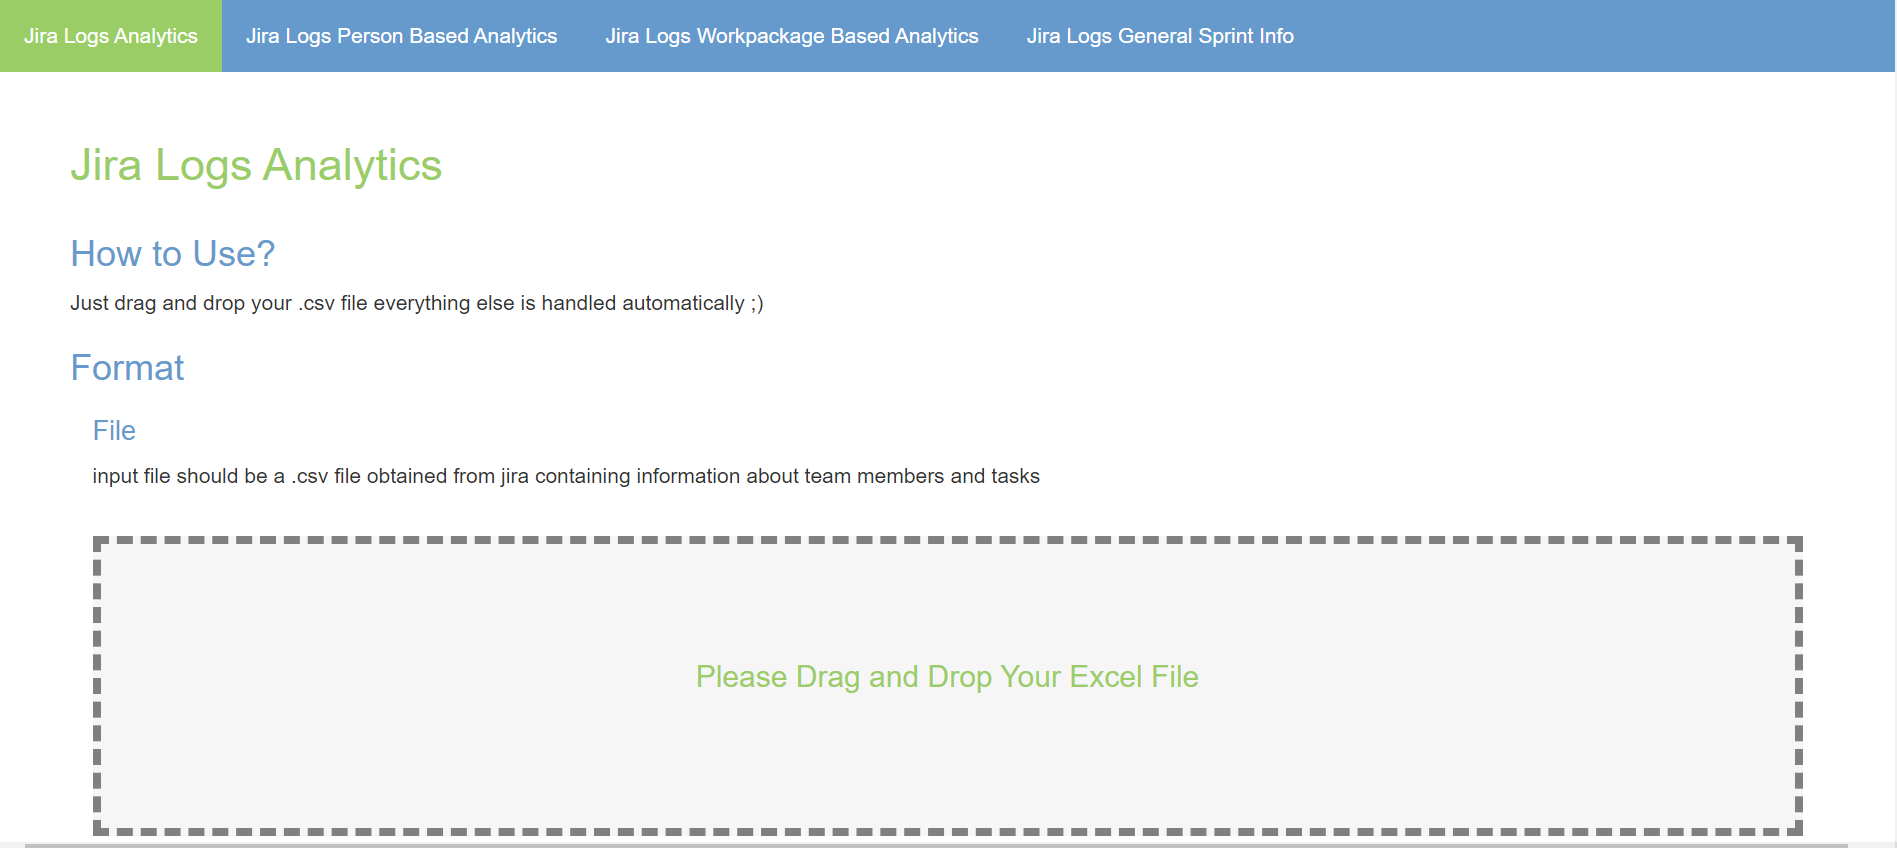 Jira Logs Analytics Jira Logs Person Based Analytics Jira Logs Workpackage Based Analytics Jira Logs General Sprint Info
Jira Logs Analytics
How to Use?
Just drag and drop your .csv file everything else is handled automatically ;)
Format
File
input file should be a .csv file obtained from jira containing information about team members and tasks
Please Drag and Drop Your Excel File